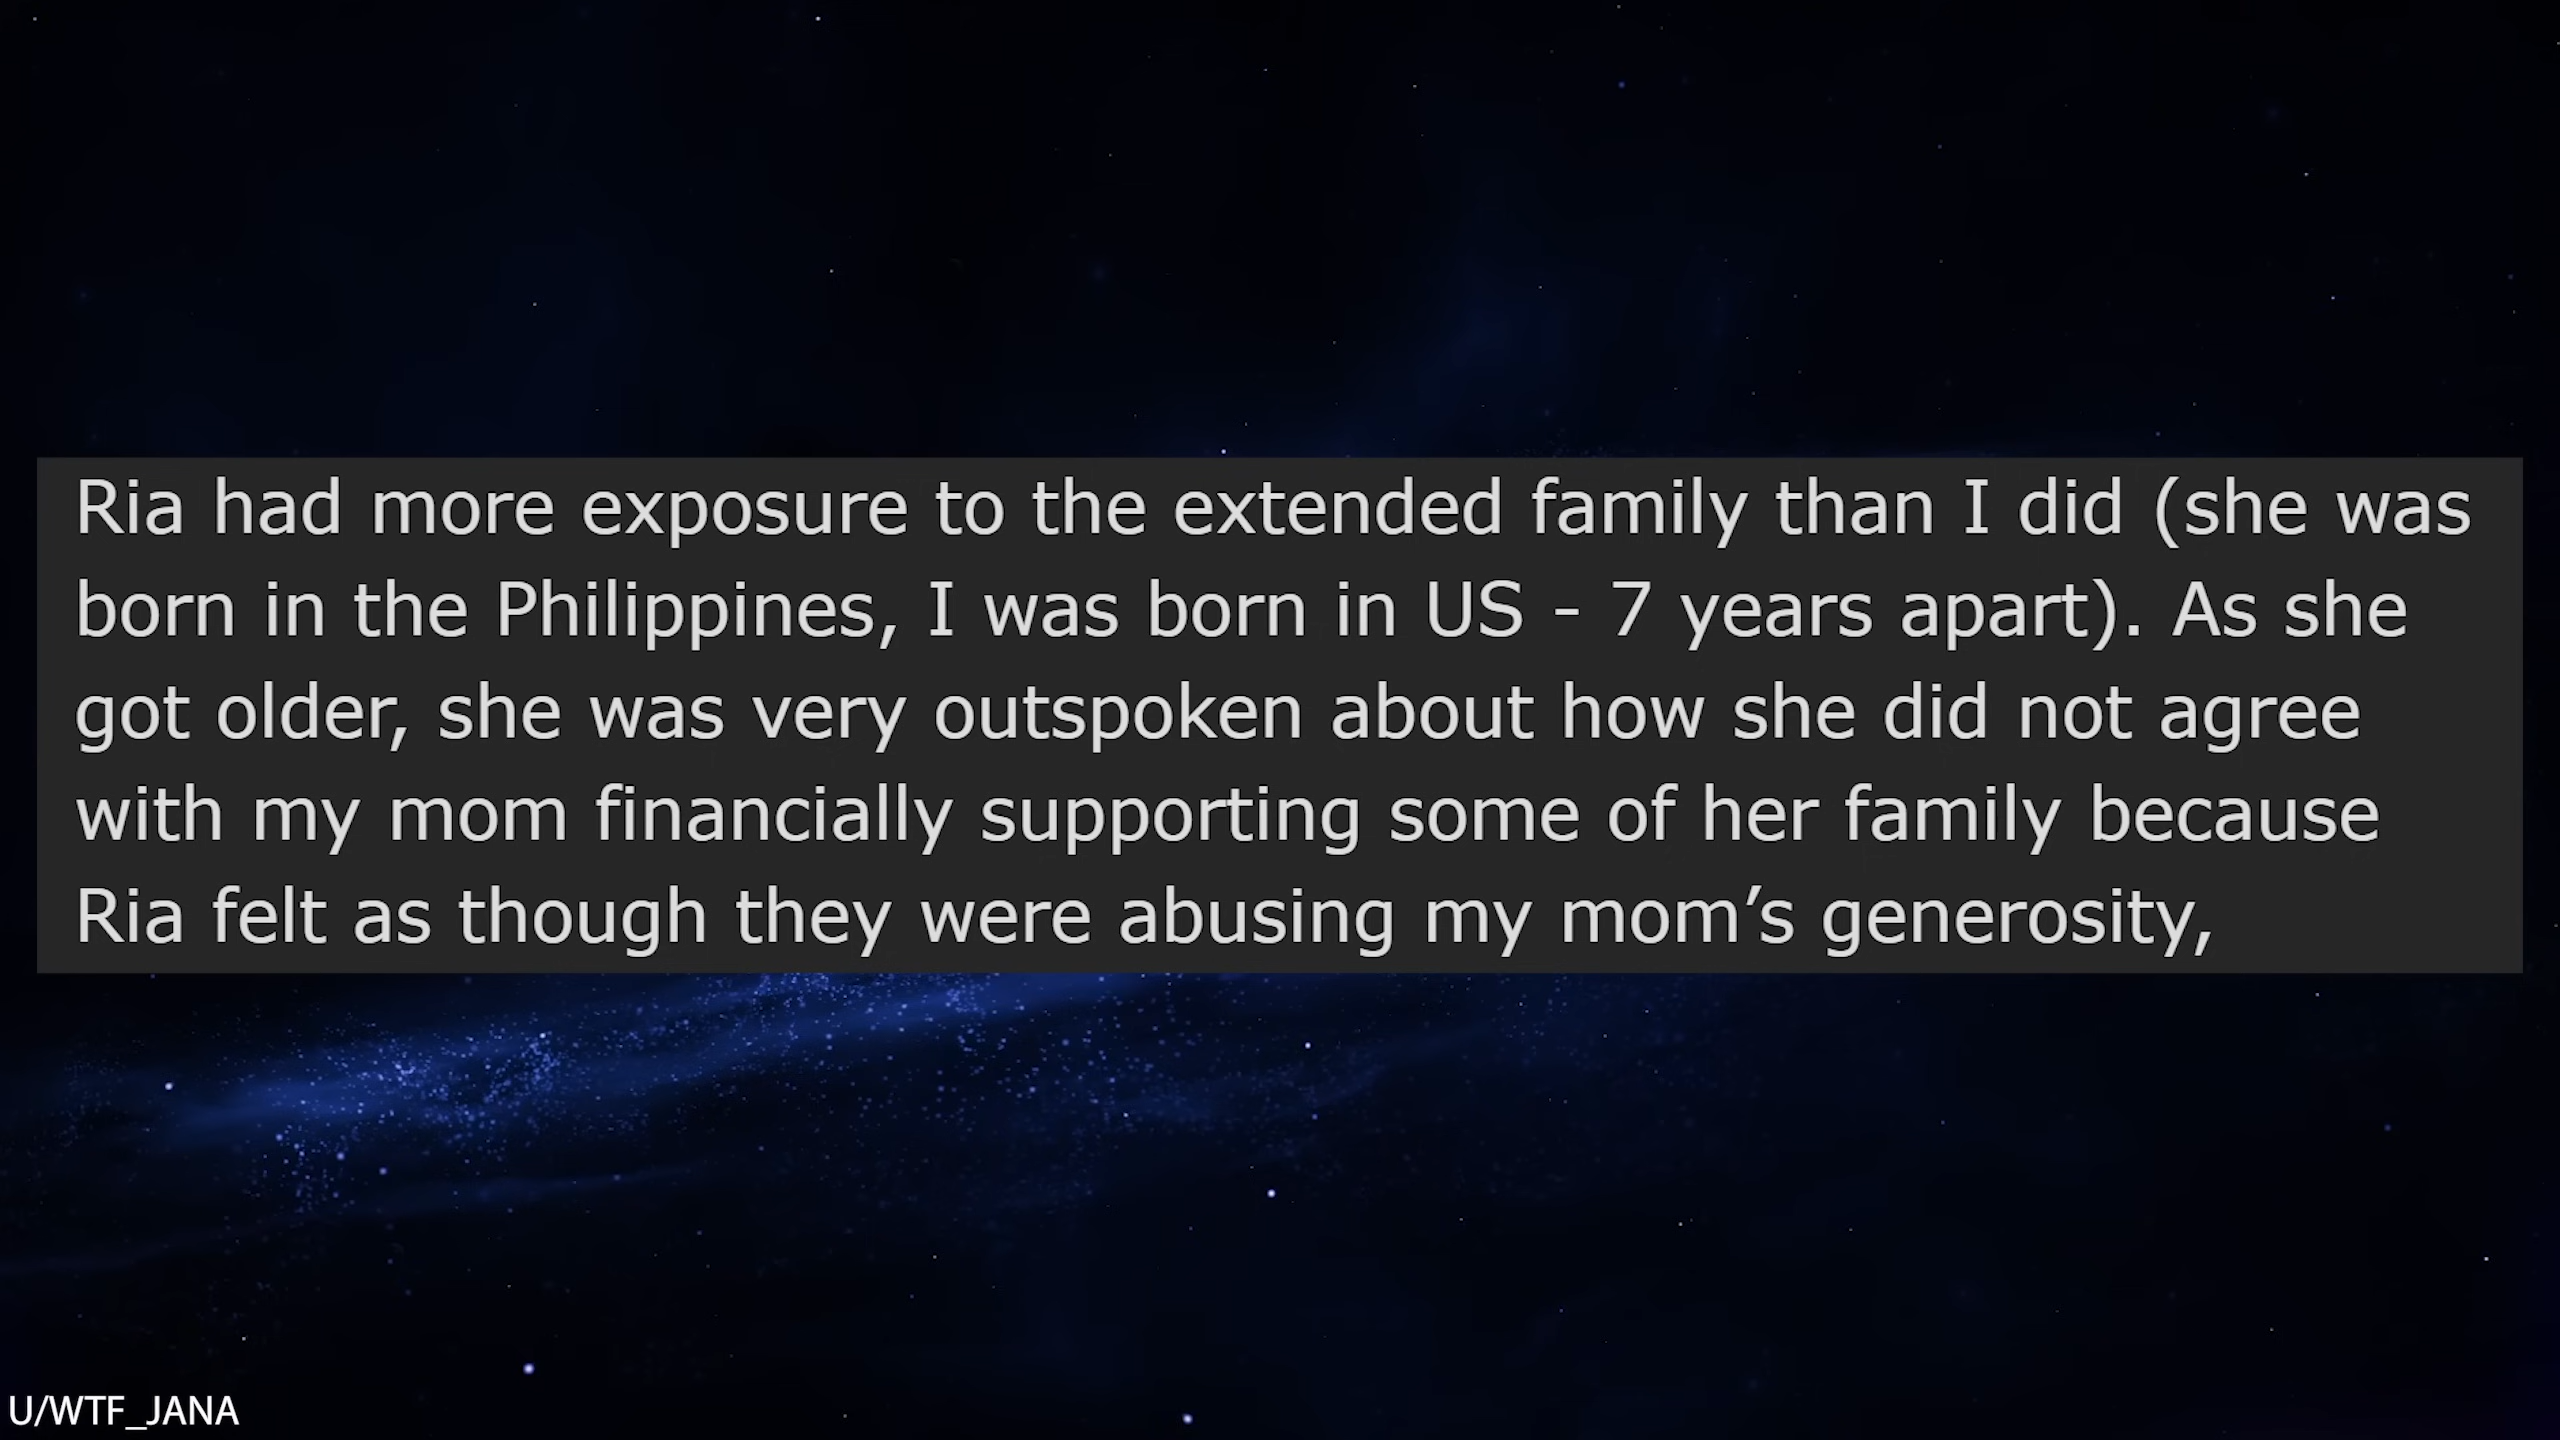 Ria had more exposure to the extended family than I did (she was
born in the Philippines, I was born in US - 7 years apart). As she
got older, she was very outspoken about how she did not agree
with my mom financially supporting some of her family because
Ria felt as though they were abusing my mom’s generosity,
U/WTF_JANA